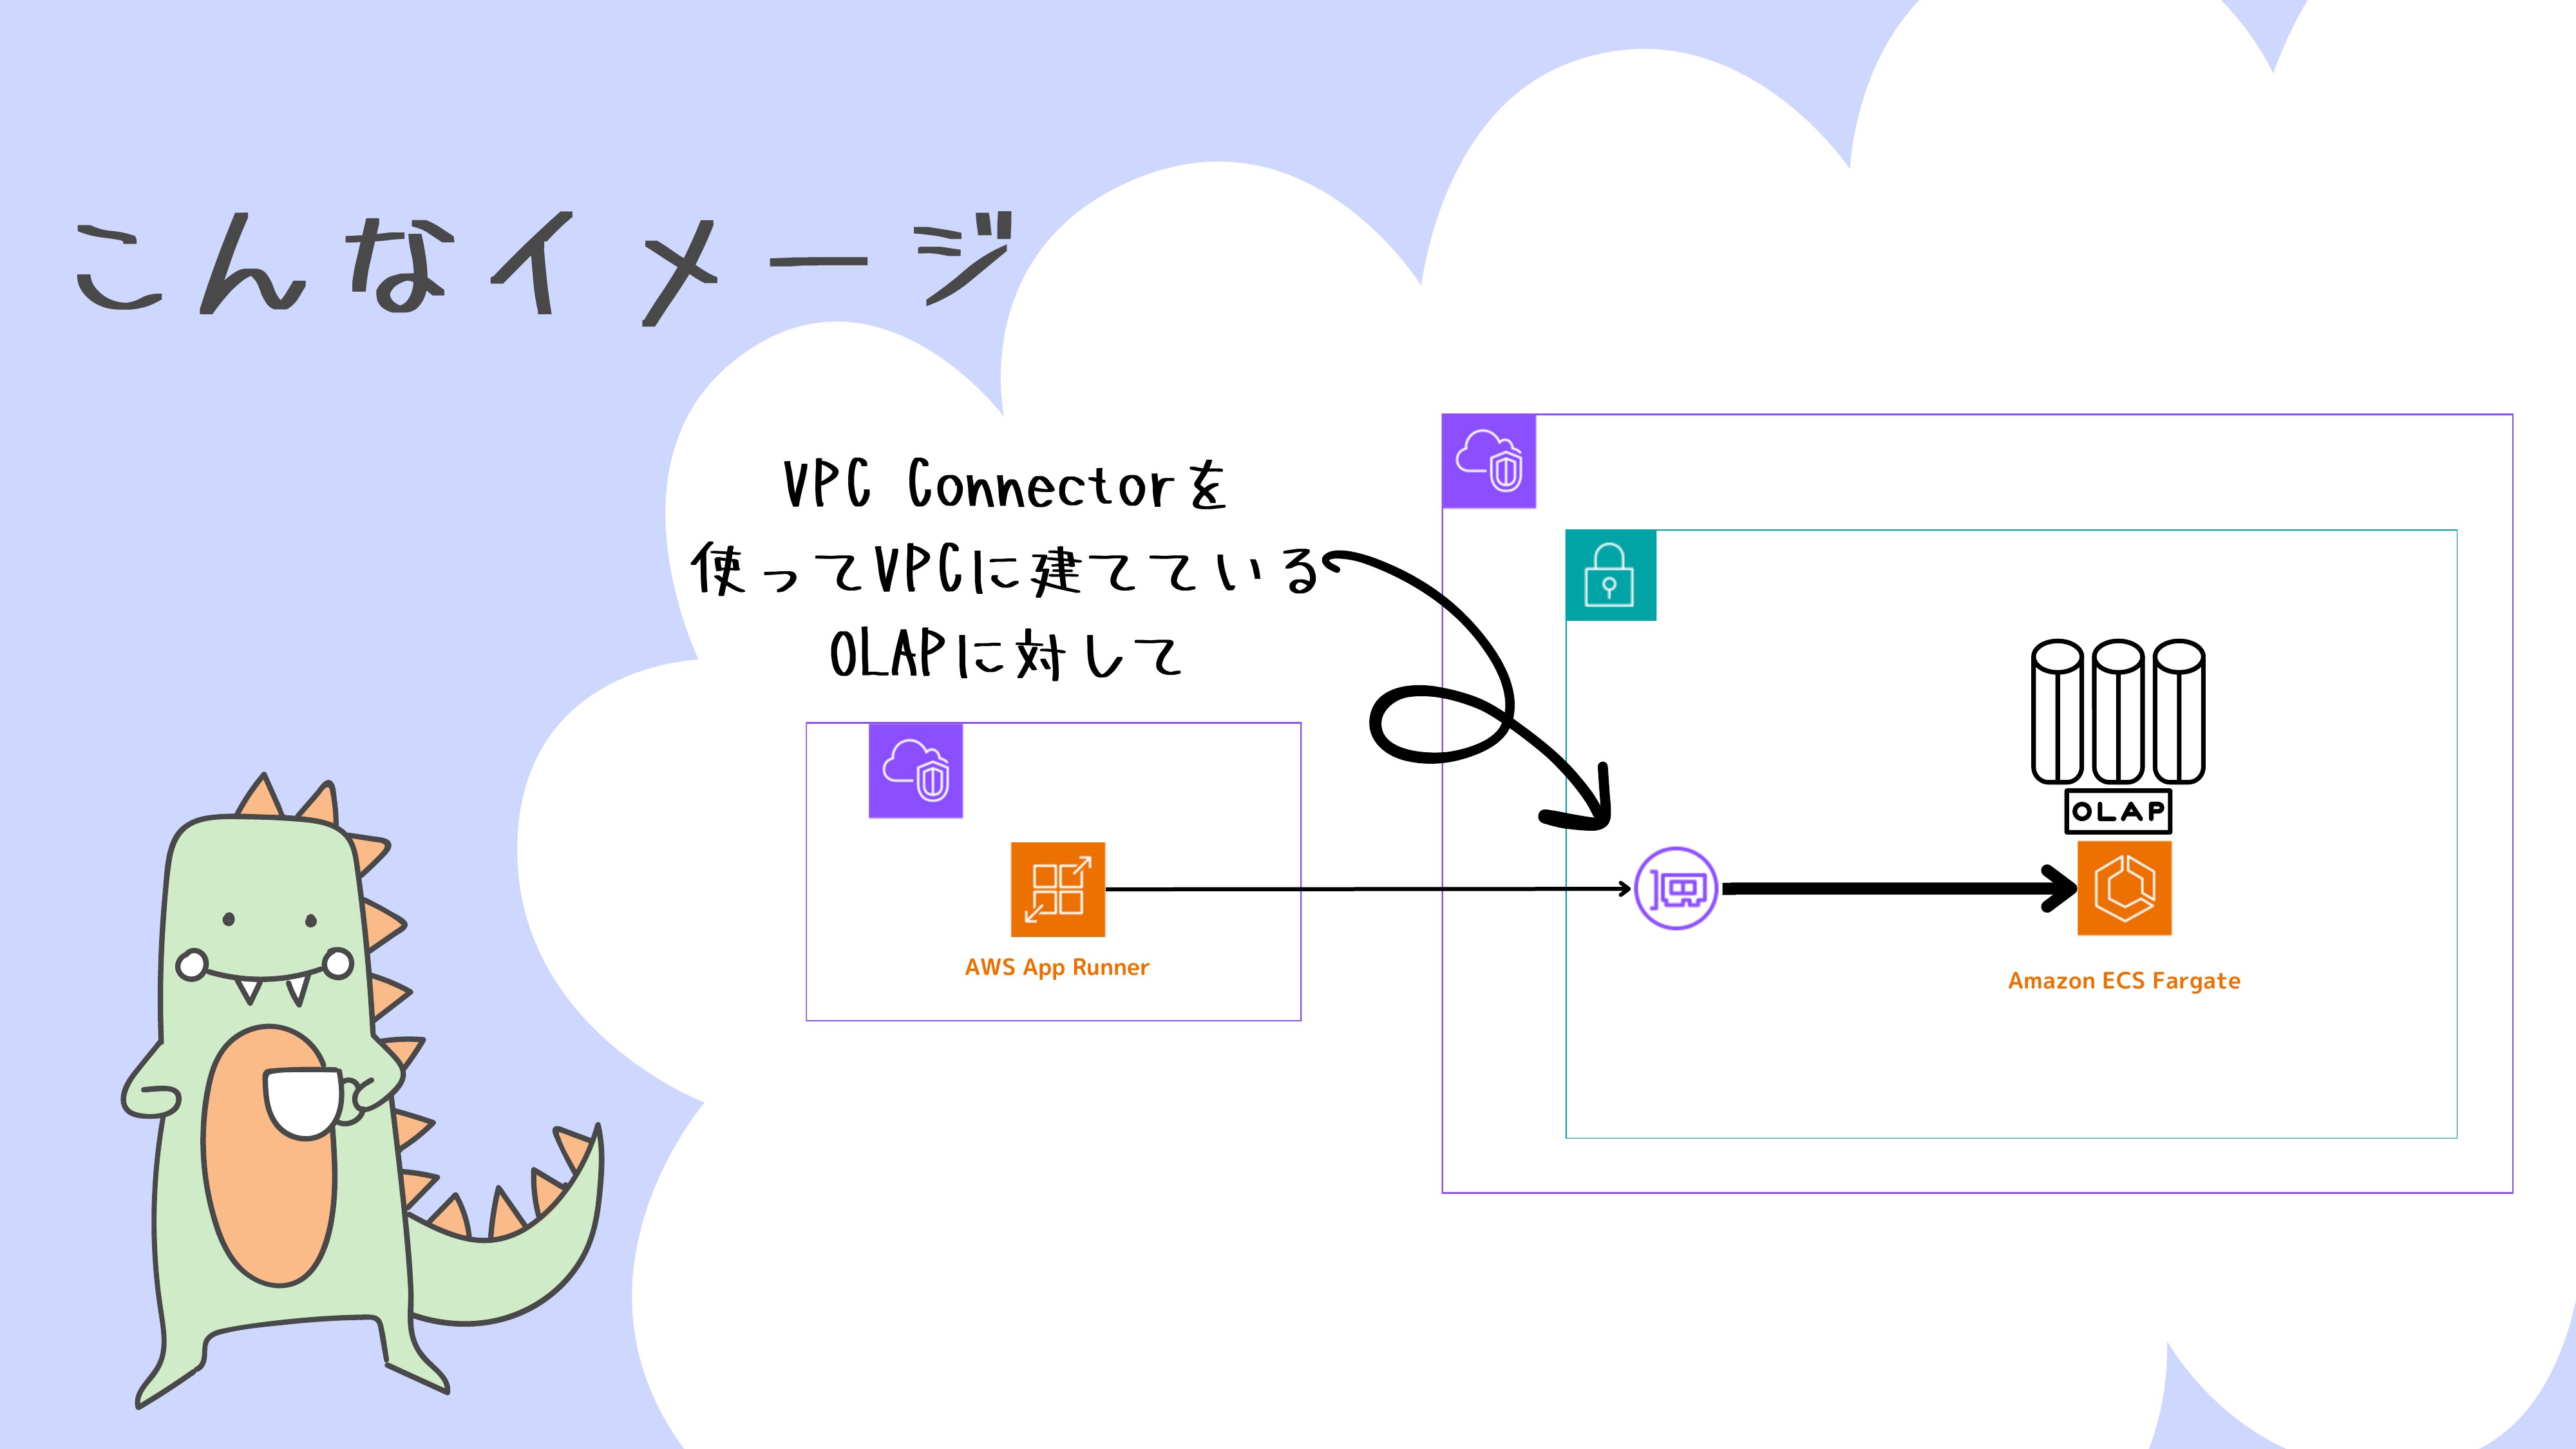 こんなイメージ
VPC Connectorを
使ってVPCに建てている
OLAPに対して
OLAP
AWS App Runner
Amazon ECS Fargate